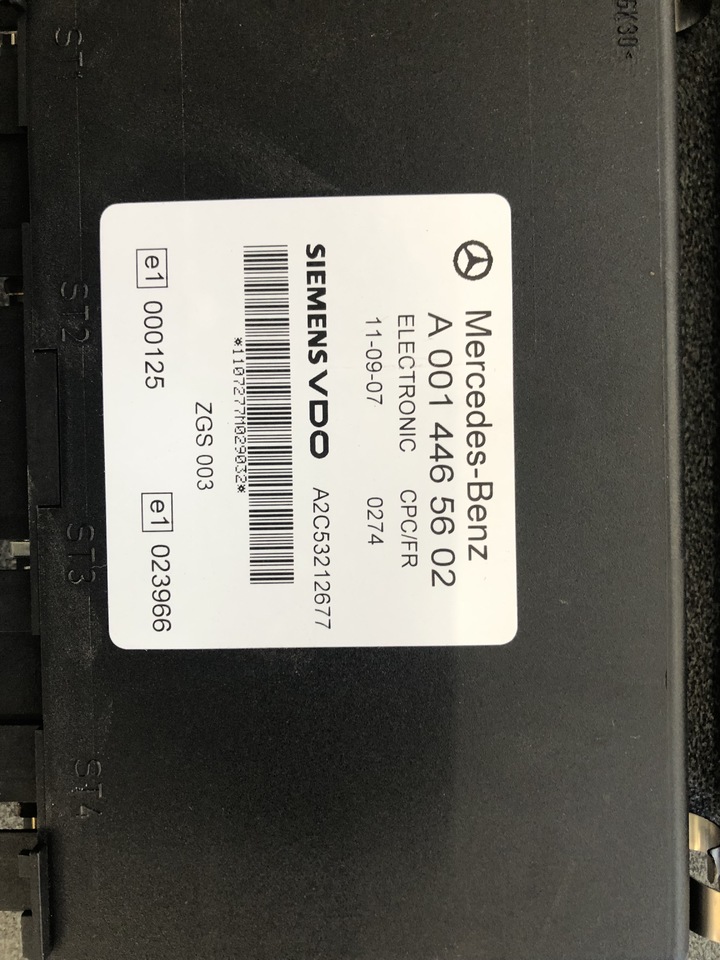 Mercedes-Benz
A 001 446 56 02
ELECTRONIC CPC/FR
11-09-07 0274
SIEMENS VDO A2C53212677
*1107277M029032*
ZGS 003
e1 000125 e1 023966
ST2
ST3
ST4